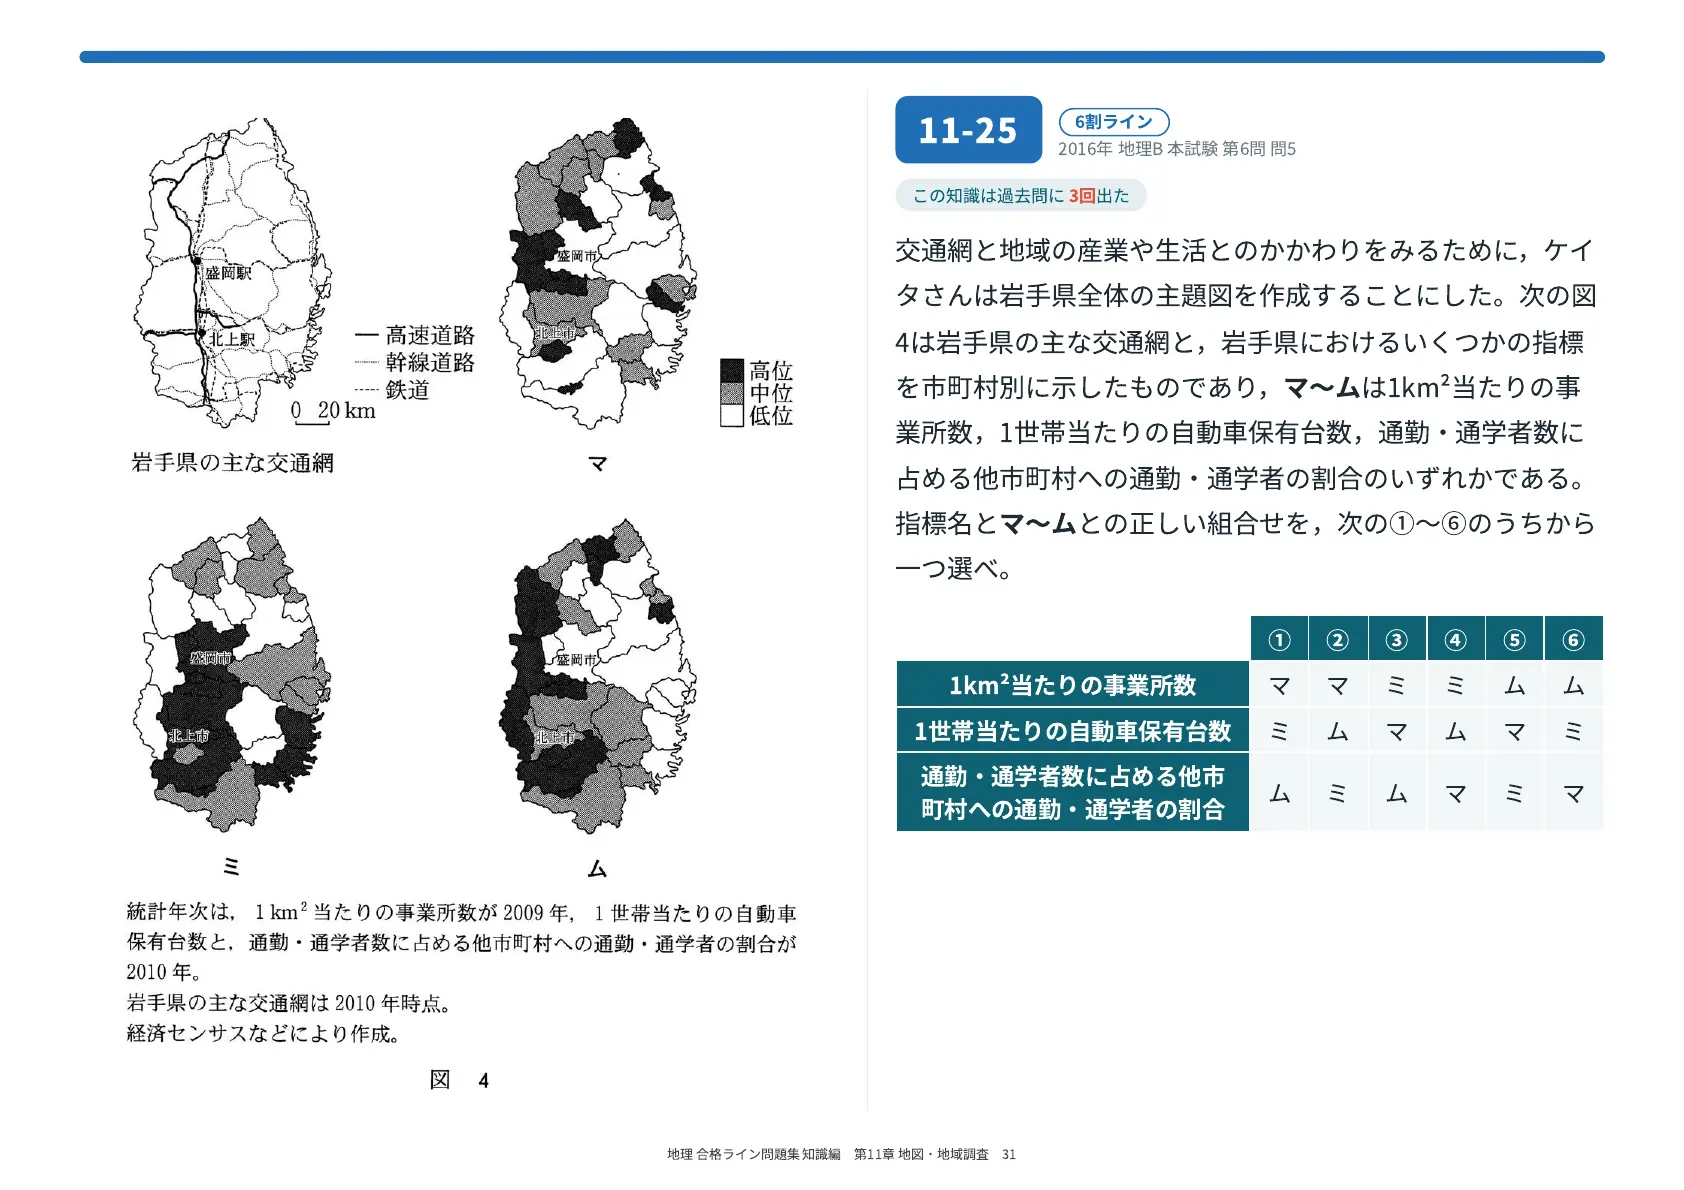 盛岡駅
北上駅
高速道路
幹線道路
鉄道
0 20 km
岩手県の主な交通網
盛岡市
北上市
高位
中位
低位
マ
盛岡市
北上市
ミ
盛岡市
北上市
ム
統計年次は，1 km²当たりの事業所数が 2009 年，1 世帯当たりの自動車
保有台数と，通勤・通学者数に占める他市町村への通勤・通学者の割合が
2010 年。
岩手県の主な交通網は 2010 年時点。
経済センサスなどにより作成。
図 4
11-25
6割ライン
2016年 地理B 本試験 第6問 問5
この知識は過去問に 3回出た
交通網と地域の産業や生活とのかかわりをみるために，ケイ
タさんは岩手県全体の主題図を作成することにした。次の図
4は岩手県の主な交通網と，岩手県におけるいくつかの指標
を市町村別に示したものであり，マ〜ムは1km²当たりの事
業所数，1世帯当たりの自動車保有台数，通勤・通学者数に
占める他市町村への通勤・通学者の割合のいずれかである。
指標名とマ〜ムとの正しい組合せを，次の①〜⑥のうちから
一つ選べ。
① ② ③ ④ ⑤ ⑥
1km²当たりの事業所数 マ マ ミ ミ ム ム
1世帯当たりの自動車保有台数 ミ ム マ ム マ ミ
通勤・通学者数に占める他市
町村への通勤・通学者の割合 ム ミ ム マ ミ マ
地理 合格ライン問題集 知識編 第11章 地図・地域調査 31